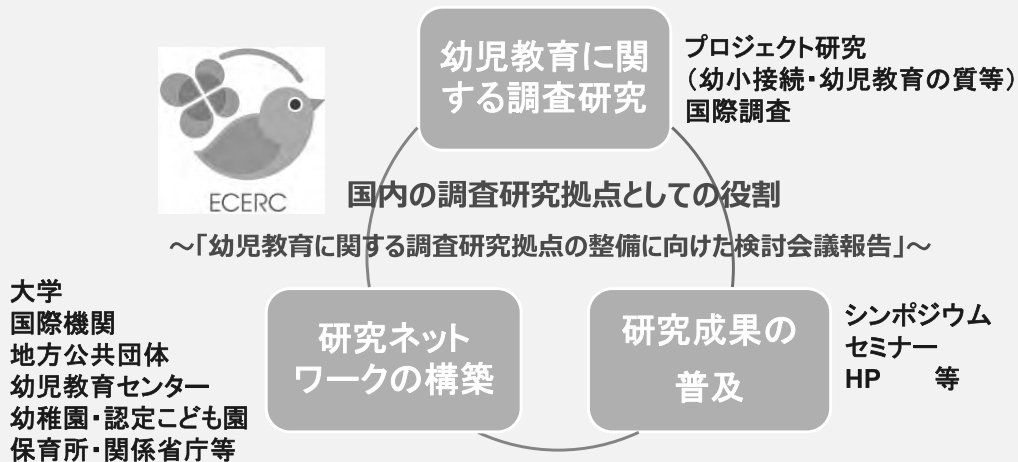 幼児教育に関
する調査研究
プロジェクト研究
（幼小接続・幼児教育の質等）
国際調査
ECERC
国内の調査研究拠点としての役割
～「幼児教育に関する調査研究拠点の整備に向けた検討会議報告」～
大学
国際機関
地方公共団体
幼児教育センター
幼稚園・認定こども園
保育所・関係省庁等
研究ネット
ワークの構築
研究成果の
普及
シンポジウム
セミナー
HP　等